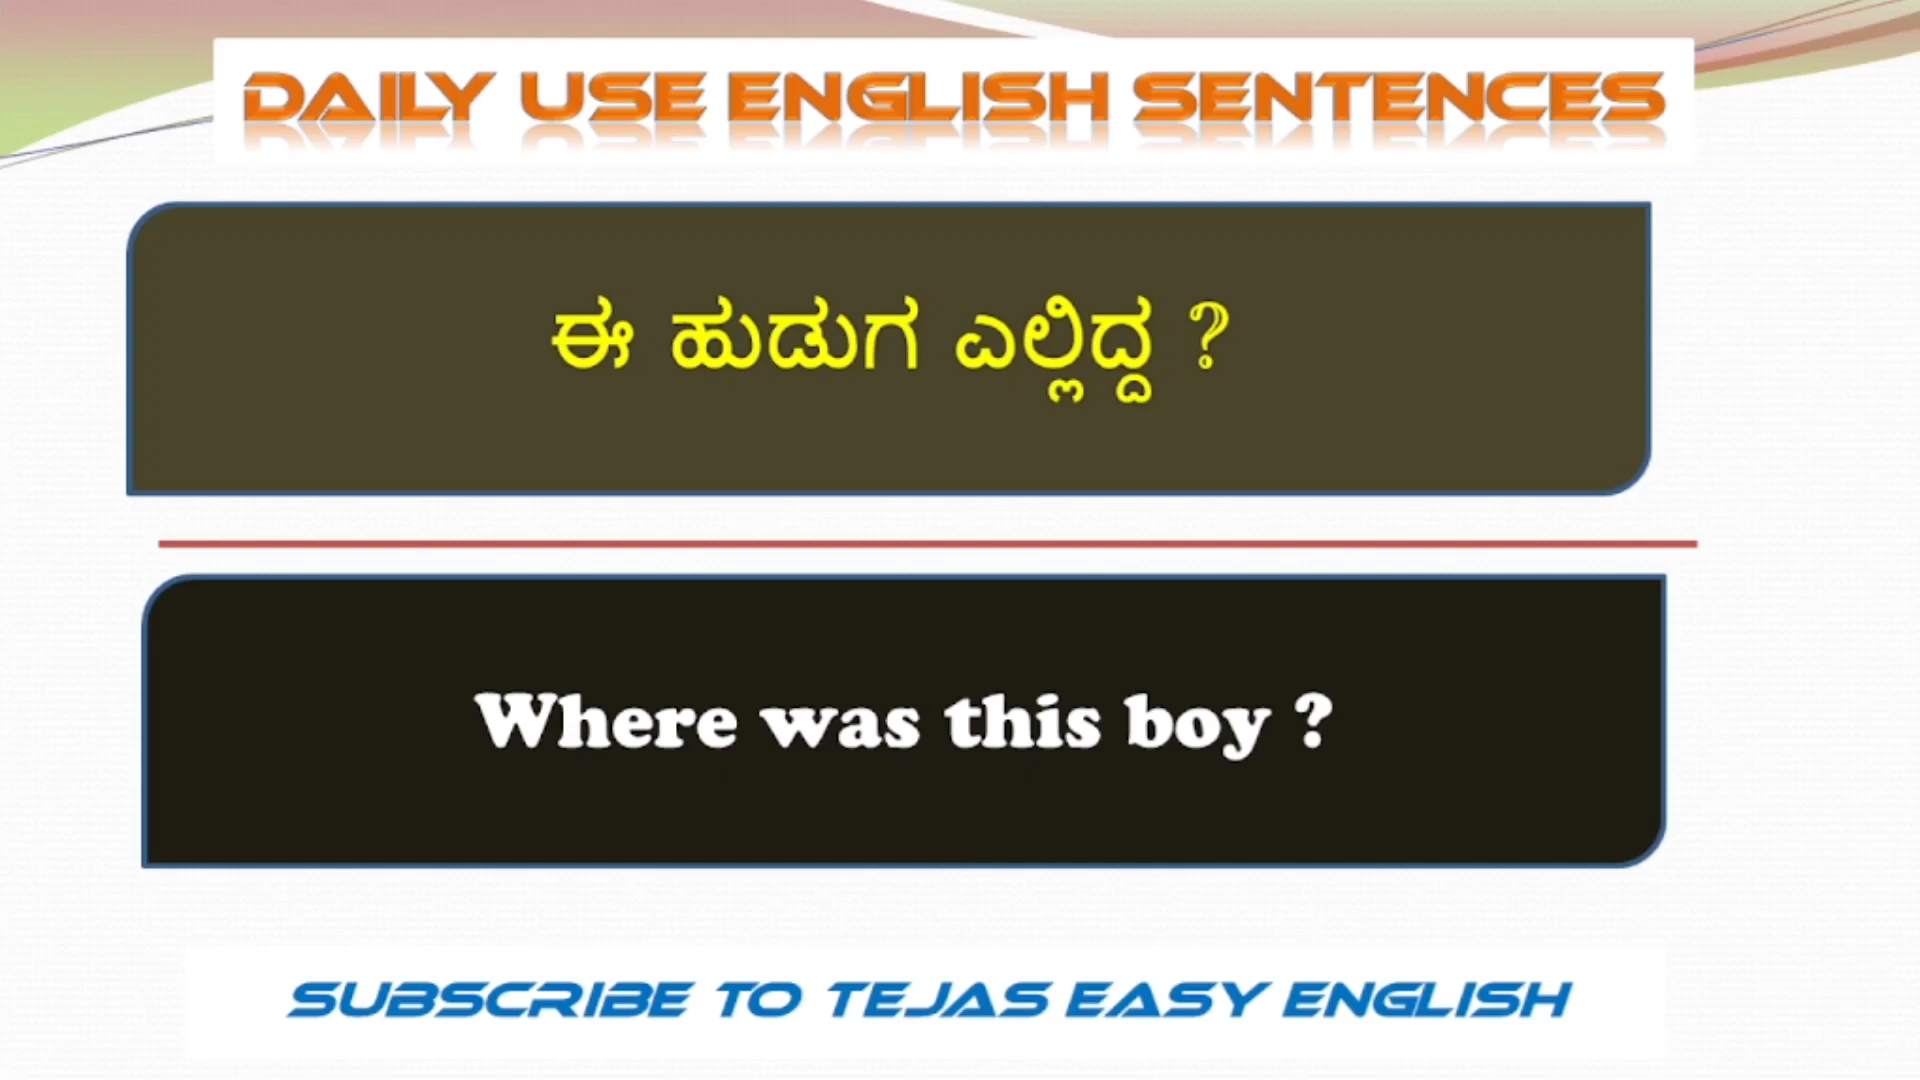 DAILY USE ENGLISH SENTENCES
ಈ ಹುಡುಗ ಎಲ್ಲಿದ್ದ ?
Where was this boy ?
SUBSCRIBE TO TEJAS EASY ENGLISH